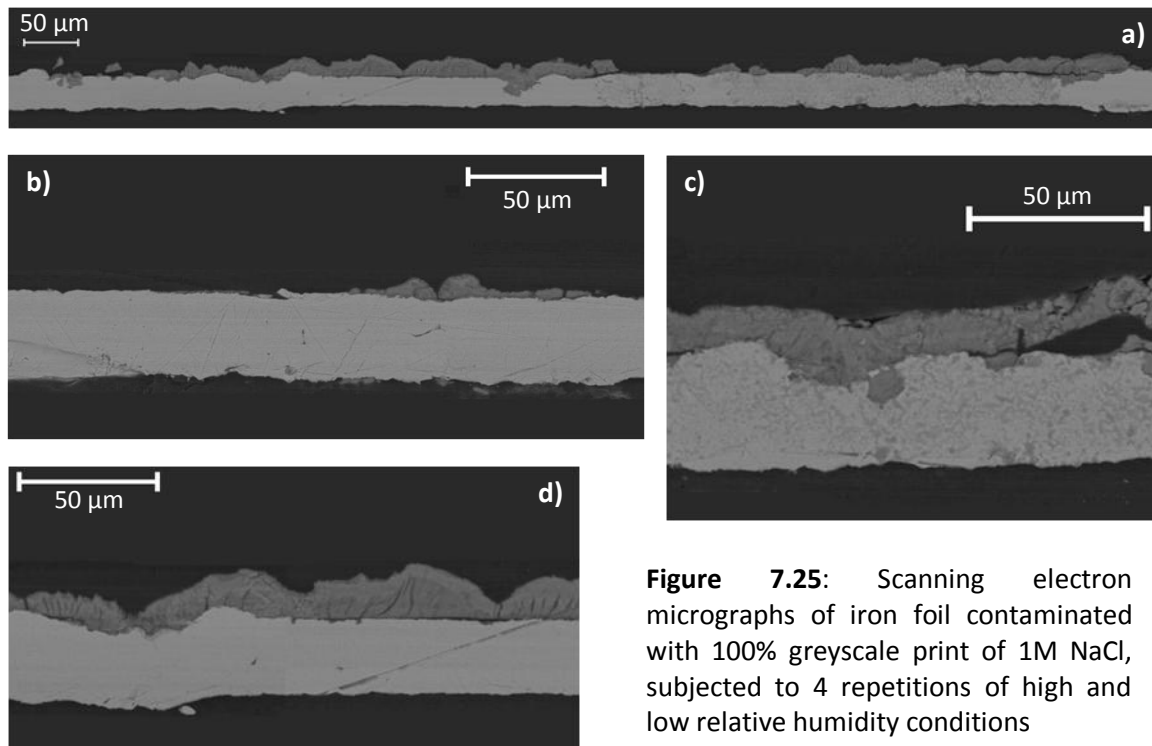 50 µm
a)
b)
50 µm
c)
50 µm
50 µm
d)
Figure 7.25: Scanning electron
micrographs of iron foil contaminated
with 100% greyscale print of 1M NaCl,
subjected to 4 repetitions of high and
low relative humidity conditions